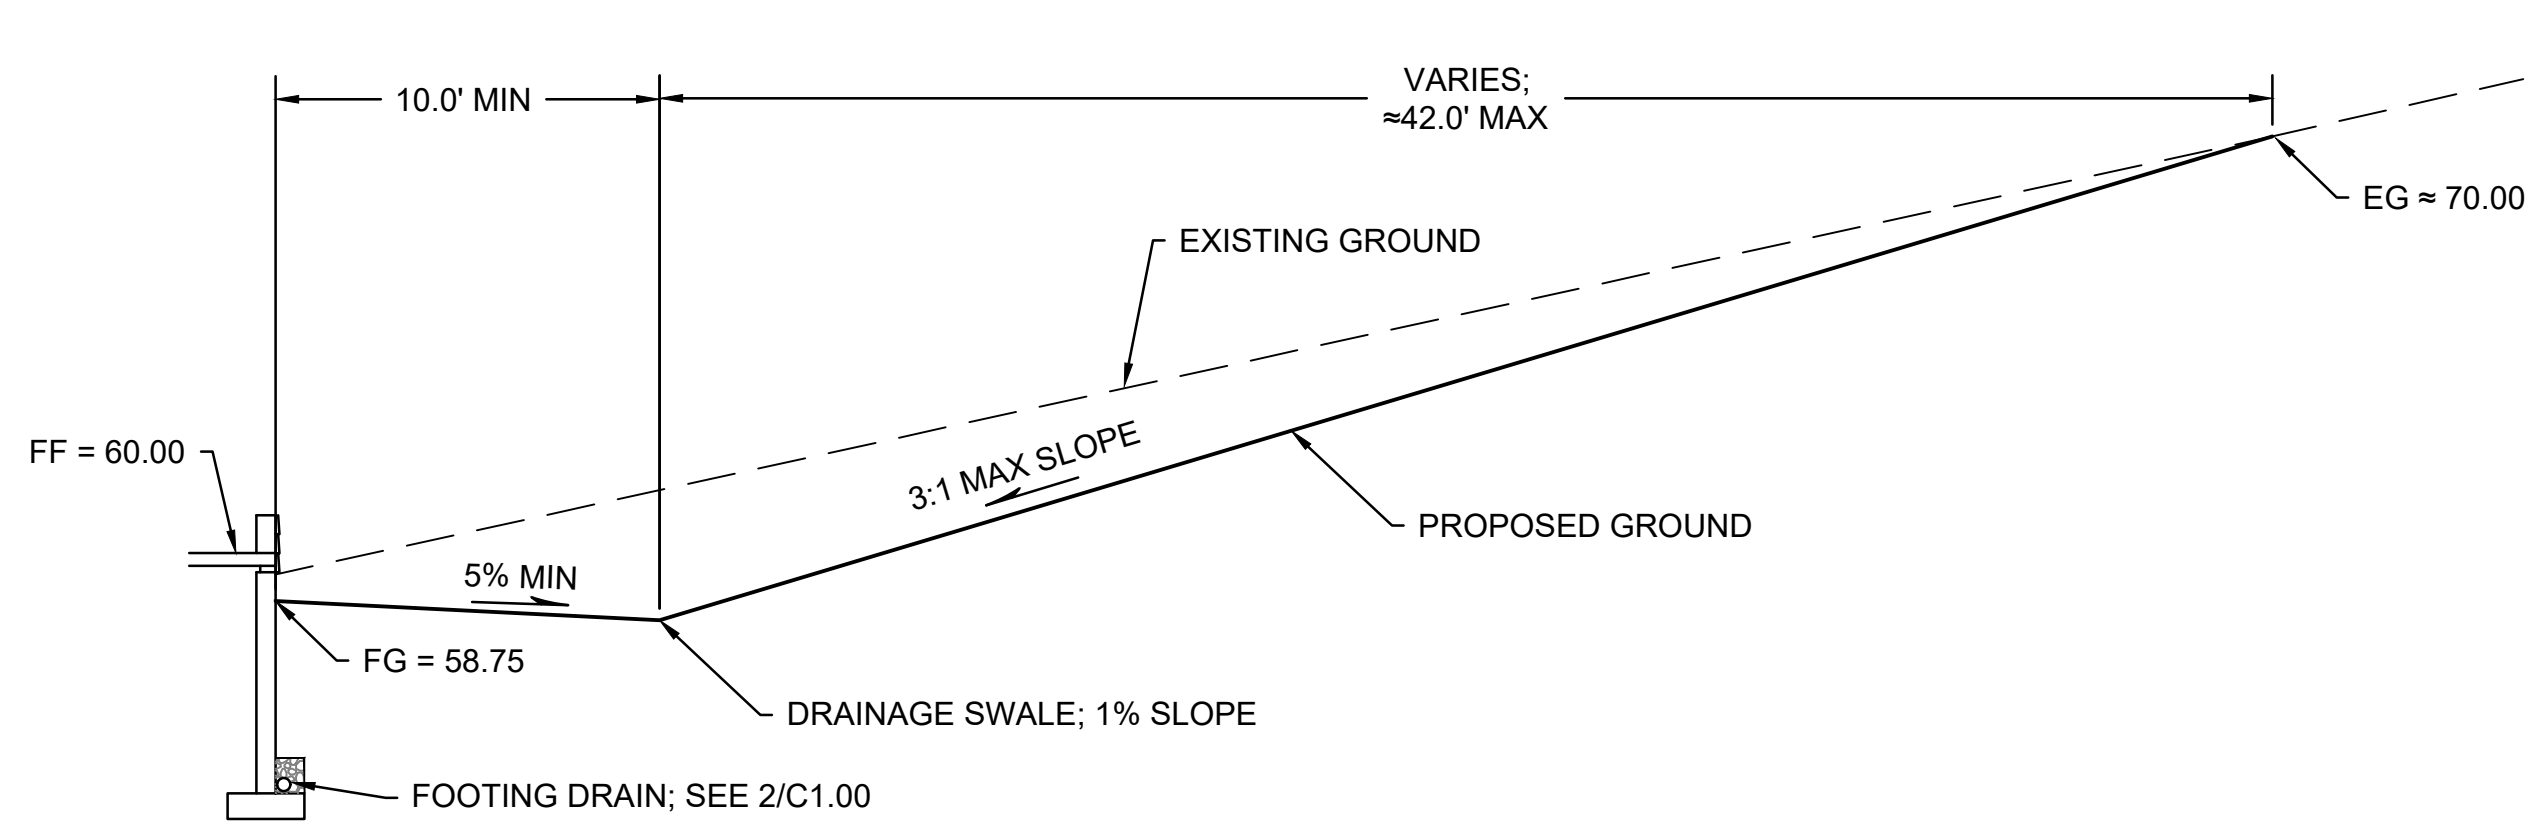 10.0' MIN
VARIES;
≈42.0' MAX
EG ≈ 70.00
EXISTING GROUND
FF = 60.00
3:1 MAX SLOPE
PROPOSED GROUND
5% MIN
FG = 58.75
DRAINAGE SWALE; 1% SLOPE
FOOTING DRAIN; SEE 2/C1.00